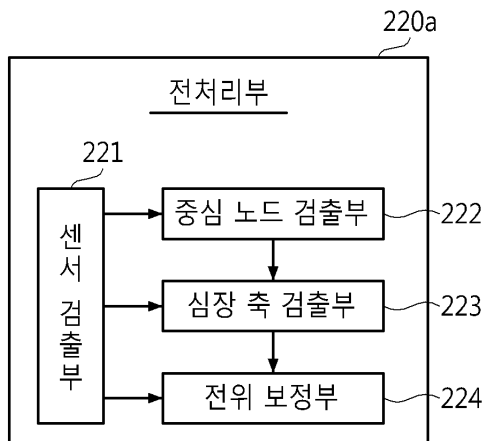 220a
전처리부
221
센서 검출부
중심 노드 검출부
222
심장 축 검출부
223
전위 보정부
224